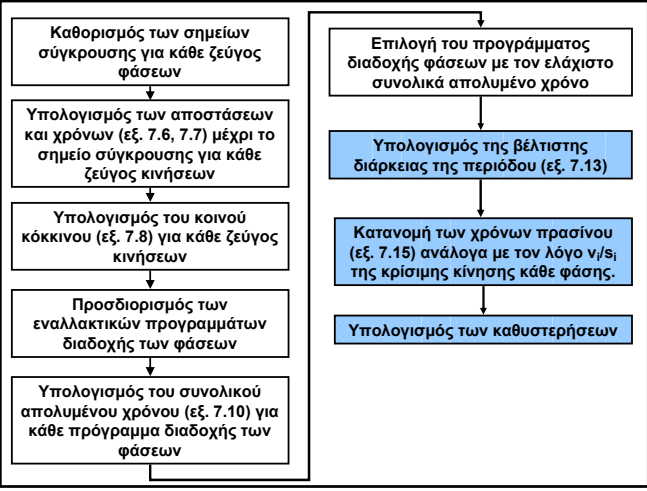 Καθορισμός των σημείων
σύγκρουσης για κάθε ζεύγος
φάσεων
Υπολογισμός των αποστάσεων
και χρόνων (εξ. 7.6, 7.7) μέχρι το
σημείο σύγκρουσης για κάθε
ζεύγος κινήσεων
Υπολογισμός του κοινού
κόκκινου (εξ. 7.8) για κάθε ζεύγος
κινήσεων
Προσδιορισμός των
εναλλακτικών προγραμμάτων
διαδοχής των φάσεων
Υπολογισμός του συνολικού
απολυμένου χρόνου (εξ. 7.10) για
κάθε πρόγραμμα διαδοχής των
φάσεων
Επιλογή του προγράμματος
διαδοχής φάσεων με τον ελάχιστο
συνολικά απολυμένο χρόνο
Υπολογισμός της βέλτιστης
διάρκειας της περιόδου (εξ. 7.13)
Κατανομή των χρόνων πρασίνου
(εξ. 7.15) ανάλογα με τον λόγο vi/si
της κρίσιμης κίνησης κάθε φάσης.
Υπολογισμός των καθυστερήσεων